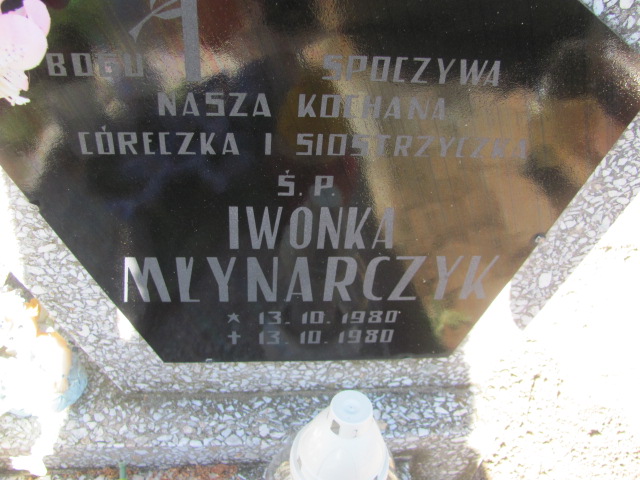 BOGU SPOCZYWA
NASZA KOCHANA
CÓRECZKA I SIOSTRZYCZKA
Ś.P.
IWONKA
MŁYNARCZYK
* 13.10.1980
✝ 13.10.1980